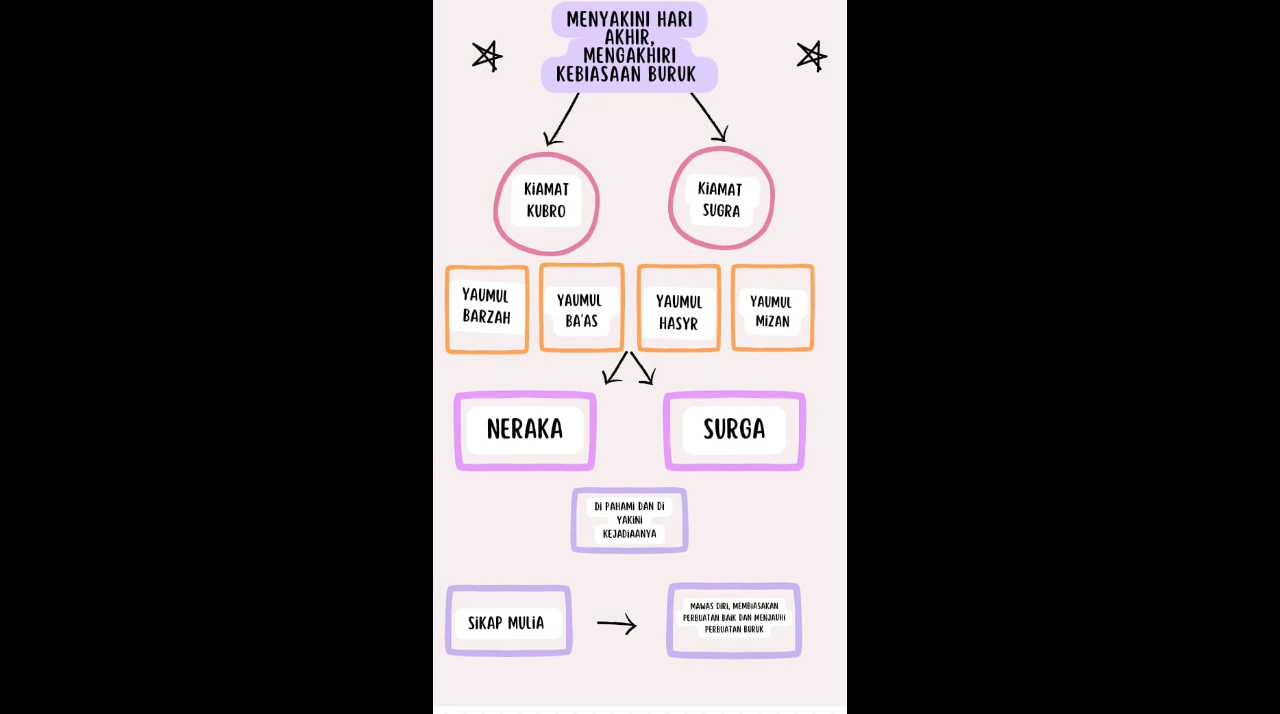 MENYAKINI HARI
AKHIR,
MENGAKHIRI
KEBIASAAN BURUK
KIAMAT
KUBRO
KIAMAT
SUGRA
YAUMUL
BARZAH
YAUMUL
BA'AS
YAUMUL
HASYR
YAUMUL
MIZAN
NERAKA
SURGA
DI PAHAMI DAN DI
YAKINI
KEJADIAANYA
SIKAP MULIA
MAWAS DIRI, MEMBIASAKAN
PERBUATAN BAIK DAN MENJAUHI
PERBUATAN BURUK